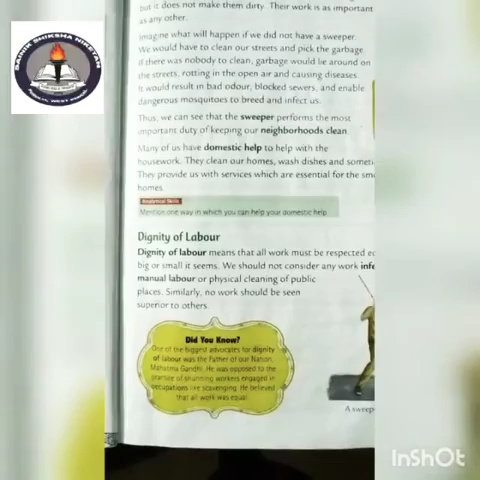 but it does not make them dirty. Their work is as important
as any other.
Imagine what will happen if we did not have a sweeper.
We would have to clean our streets and pick the garbage
if there was nobody to clean, garbage would lie around on
the streets, rotting in the open air and causing diseases.
It would result in bad odour, blocked sewers, and enable
dangerous mosquitoes to breed and infect us.
Thus, we can see that the sweeper performs the most
important duty of keeping our neighborhoods clean.
Many of us have domestic help to help with the
housework. They clean our homes, wash dishes and someti
They provide us with services which are essential for the smo
homes.
Analytical Skills
Mention one way in which you can help your domestic help
Dignity of Labour
Dignity of labour means that all work must be respected
big or small it seems. We should not consider any work infe
manual labour or physical cleaning of public
places. Similarly, no work should be seen
superior to others.
Did You Know?
One of the biggest advocates for dignity
of labour was the Father of our Nation,
Mahatma Gandhi. He was opposed to the
practise of shunning workers engaged in
occupations like scavenging. He believed
that all work was equal.
A sweep
SAINIK SHIKSHA NIKETAN
InShOt